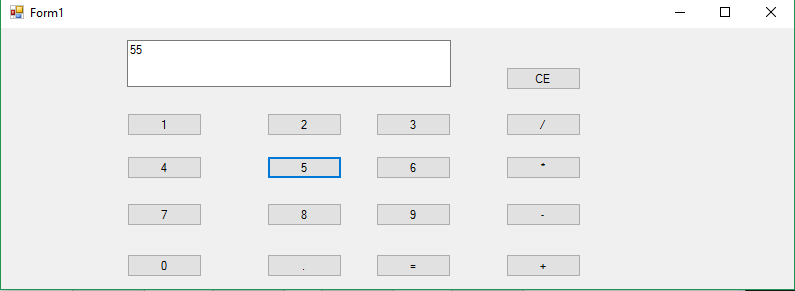 Form1
55
CE
1 2 3 /
4 5 6 *
7 8 9 -
0 . = +